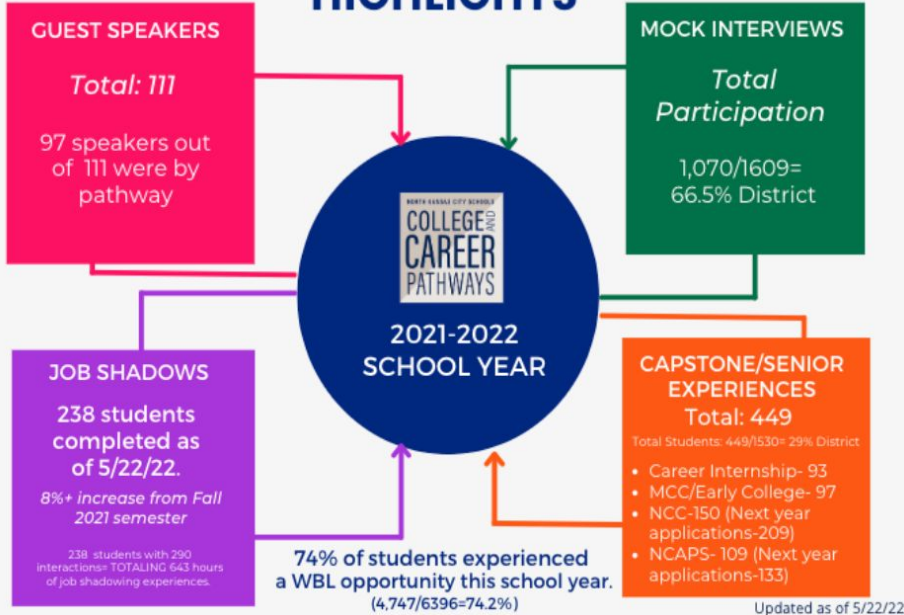 HIGHLIGHTS
GUEST SPEAKERS
Total: 111
97 speakers out
of 111 were by
pathway
MOCK INTERVIEWS
Total
Participation
1,070/1609=
66.5% District
NORTH KANSAS CITY SCHOOLS
COLLEGE AND
CAREER
PATHWAYS
2021-2022
SCHOOL YEAR
JOB SHADOWS
238 students
completed as
of 5/22/22.
8%+ increase from Fall
2021 semester
238 students with 290
interactions= TOTALING 643 hours
of job shadowing experiences.
CAPSTONE/SENIOR
EXPERIENCES
Total: 449
Total Students: 449/1530= 29% District
• Career Internship- 93
• MCC/Early College- 97
• NCC-150 (Next year
applications-209)
• NCAPS- 109 (Next year
applications-133)
74% of students experienced
a WBL opportunity this school year.
(4,747/6396=74.2%)
Updated as of 5/22/22